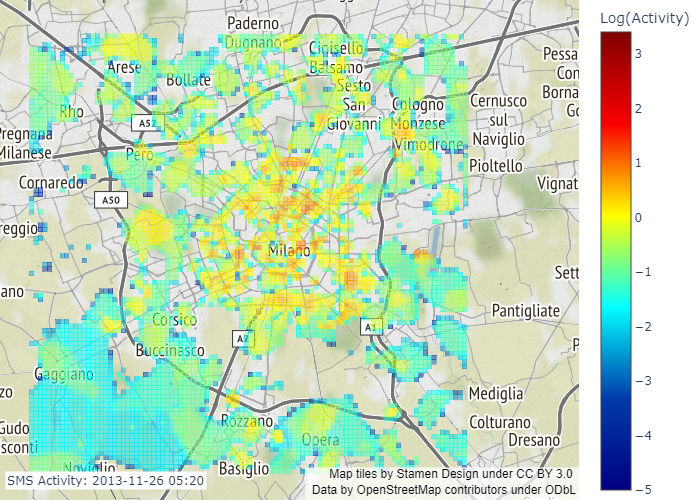 Paderno
Dugnano
Cinisello
Balsamo
Arese
Bollate
Sesto
San
Giovanni
Cologno
Monzese
Vimodrone
Cernusco
sul
Naviglio
Pioltello
Pessa
Con
Borna
Go
Rho
A52
Pregnana
Milanese
Pero
Cornaredo
A50
Vignat
reggio
Milano
Sett
ano
Pantigliate
Corsico
A7
A1
Buccinasco
P
Gaggiano
zo
Mediglia
Gudo
sconti
Rozzano
Opera
Colturano
Dresano
Noviglio
Basiglio
SMS Activity: 2013-11-26 05:20
Map tiles by Stamen Design under CC BY 3.0
Data by OpenStreetMap contributors under ODbL
Log(Activity)
3
2
1
0
−1
−2
−3
−4
−5